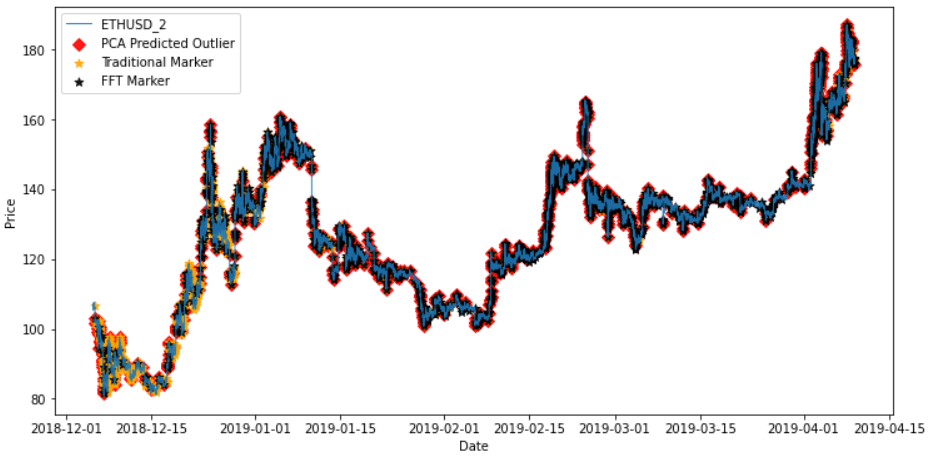 ETHUSD_2
PCA Predicted Outlier
Traditional Marker
FFT Marker
Price
180
160
140
120
100
80
2018-12-01 2018-12-15 2019-01-01 2019-01-15 2019-02-01 2019-02-15 2019-03-01 2019-03-15 2019-04-01 2019-04-15
Date